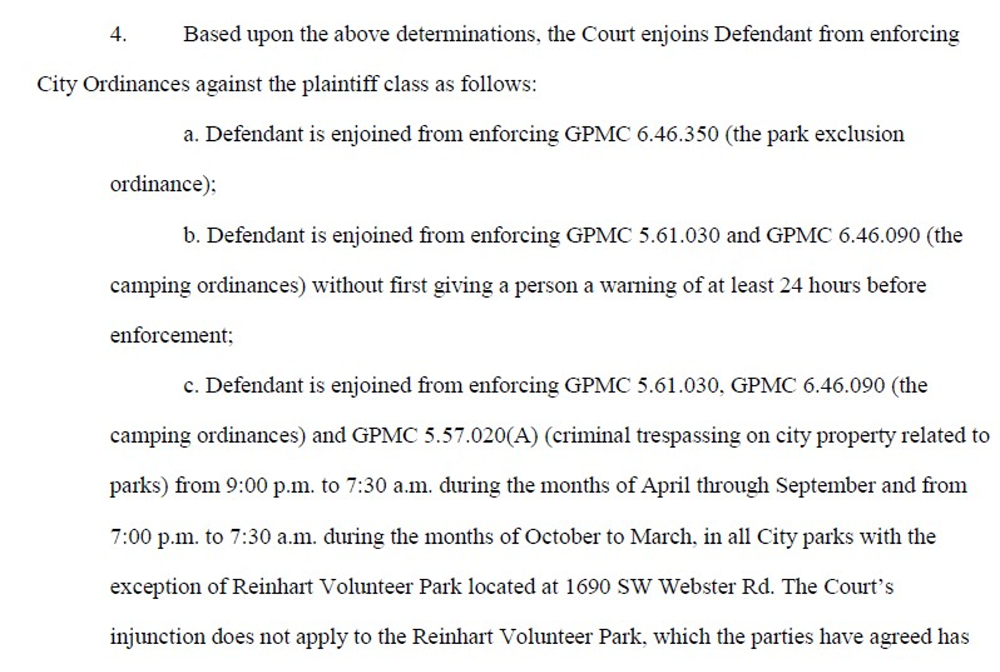 4. Based upon the above determinations, the Court enjoins Defendant from enforcing
City Ordinances against the plaintiff class as follows:
a. Defendant is enjoined from enforcing GPMC 6.46.350 (the park exclusion
ordinance);
b. Defendant is enjoined from enforcing GPMC 5.61.030 and GPMC 6.46.090 (the
camping ordinances) without first giving a person a warning of at least 24 hours before
enforcement;
c. Defendant is enjoined from enforcing GPMC 5.61.030, GPMC 6.46.090 (the
camping ordinances) and GPMC 5.57.020(A) (criminal trespassing on city property related to
parks) from 9:00 p.m. to 7:30 a.m. during the months of April through September and from
7:00 p.m. to 7:30 a.m. during the months of October to March, in all City parks with the
exception of Reinhart Volunteer Park located at 1690 SW Webster Rd. The Court’s
injunction does not apply to the Reinhart Volunteer Park, which the parties have agreed has